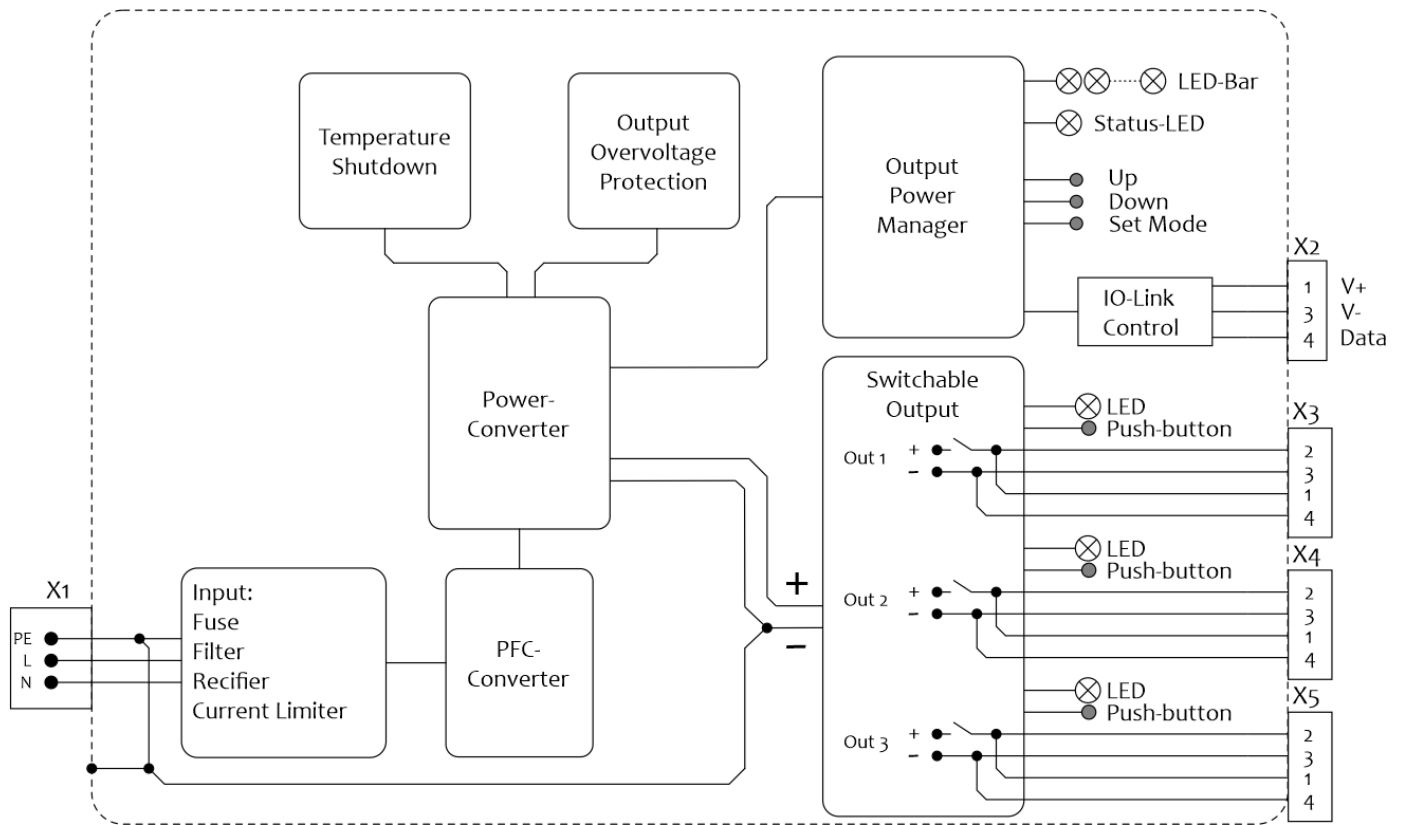 Temperature
Shutdown
Output
Overvoltage
Protection
Output
Power
Manager
LED-Bar
Status-LED
Up
Down
Set Mode
IO-Link
Control
X2
1
3
4
V+
V-
Data
Power-
Converter
Switchable
Output
LED
Push-button
Out 1
+
-
X3
2
3
1
4
LED
Push-button
Out 2
+
-
X4
2
3
1
4
LED
Push-button
Out 3
+
-
X5
2
3
1
4
+
-
X1
PE
L
N
Input:
Fuse
Filter
Recifier
Current Limiter
PFC-
Converter